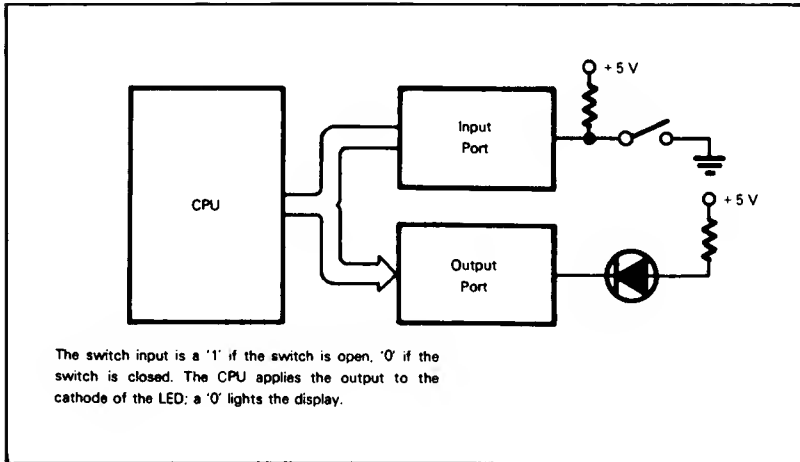 + 5 V
Input
Port
CPU
+ 5 V
Output
Port
The switch input is a '1' if the switch is open, '0' if the
switch is closed. The CPU applies the output to the
cathode of the LED; a '0' lights the display.